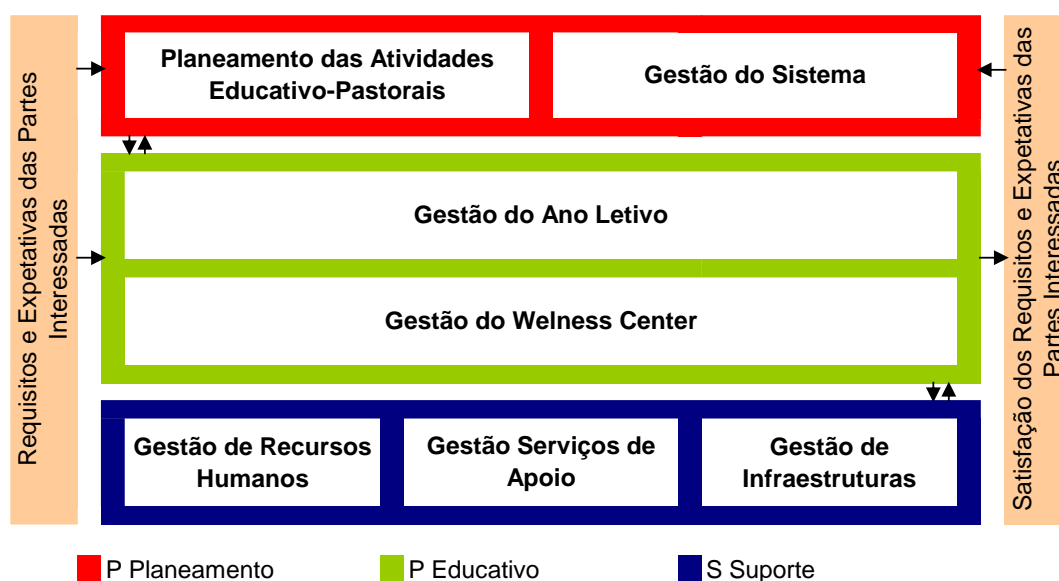 Requisitos e Expetativas das Partes
Interessadas
Planeamento das Atividades
Educativo-Pastorais
Gestão do Sistema
Gestão do Ano Letivo
Gestão do Welness Center
Gestão de Recursos
Humanos
Gestão Serviços de
Apoio
Gestão de
Infraestruturas
Satisfação dos Requisitos e Expetativas das
Partes Interessadas
P Planeamento
P Educativo
S Suporte